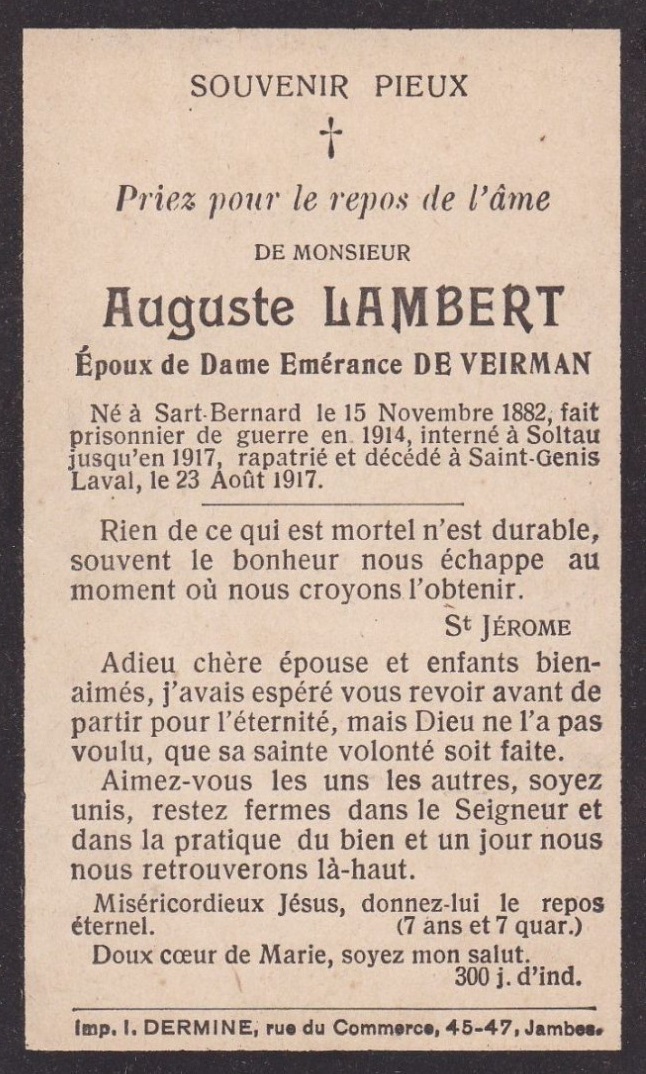 SOUVENIR PIEUX
Priez pour le repos de l'âme
DE MONSIEUR
Auguste LAMBERT
Époux de Dame Emérance DE VEIRMAN
Né à Sart-Bernard le 15 Novembre 1882, fait
prisonnier de guerre en 1914, interné à Soltau
jusqu'en 1917, rapatrié et décédé à Saint-Genis
Laval, le 23 Août 1917.
Rien de ce qui est mortel n'est durable,
souvent le bonheur nous échappe au
moment où nous croyons l'obtenir.
St JÉROME
Adieu chère épouse et enfants bien-
aimés, j'avais espéré vous revoir avant de
partir pour l'éternité, mais Dieu ne l'a pas
voulu, que sa sainte volonté soit faite.
Aimez-vous les uns les autres, soyez
unis, restez fermes dans le Seigneur et
dans la pratique du bien et un jour nous
nous retrouverons là-haut.
Miséricordieux Jésus, donnez-lui le repos
éternel. (7 ans et 7 quar.)
Doux cœur de Marie, soyez mon salut.
300 j. d'ind.
Imp. I. DERMINE, rue du Commerce, 45-47, Jambes.